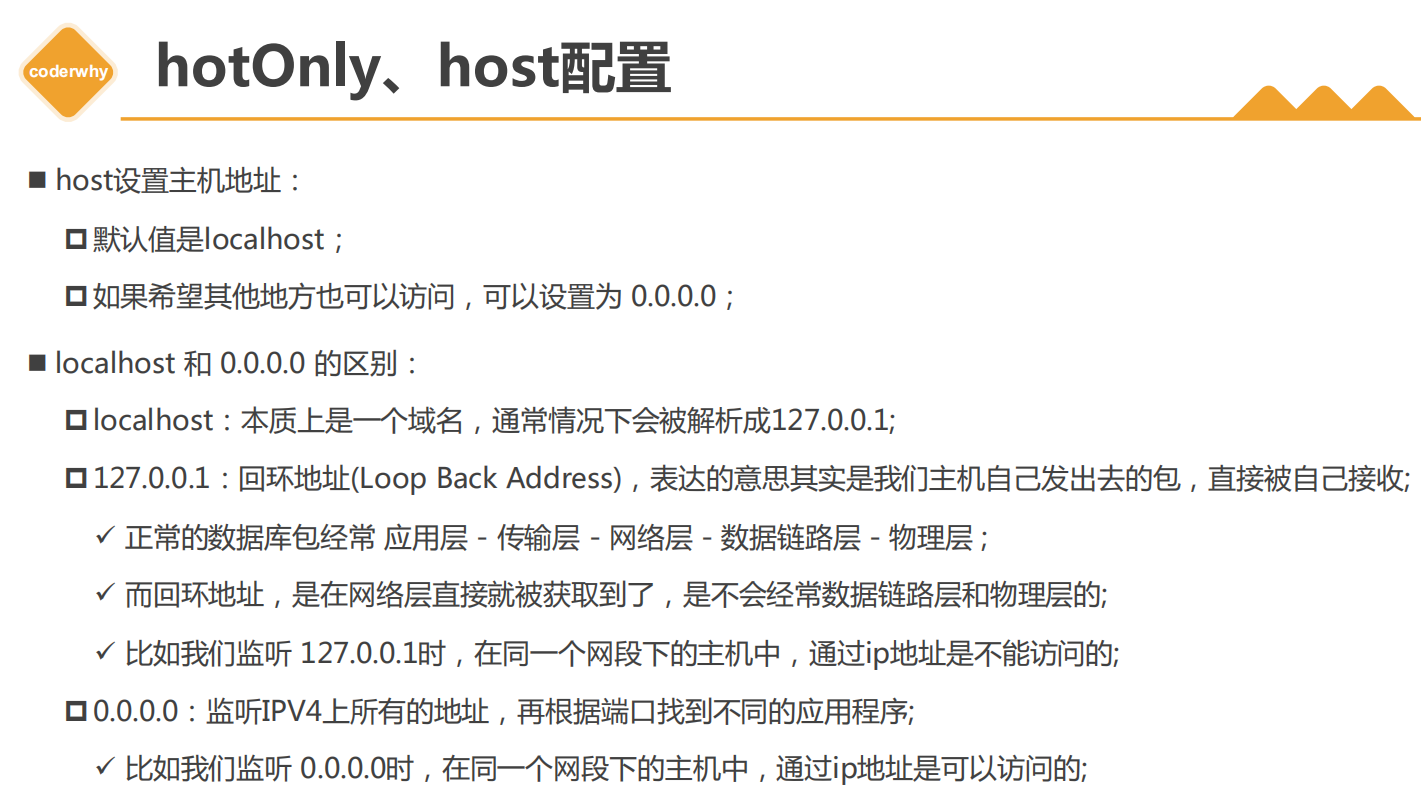 coderwhy
hotOnly、host配置
host设置主机地址：
默认值是localhost；
如果希望其他地方也可以访问，可以设置为 0.0.0.0；
localhost 和 0.0.0.0 的区别：
localhost：本质上是一个域名，通常情况下会被解析成127.0.0.1;
127.0.0.1：回环地址(Loop Back Address)，表达的意思其实是我们主机自己发出去的包，直接被自己接收;
正常的数据库包经常 应用层 - 传输层 - 网络层 - 数据链路层 - 物理层；
而回环地址，是在网络层直接就被获取到了，是不会经常数据链路层和物理层的;
比如我们监听 127.0.0.1时，在同一个网段下的主机中，通过ip地址是不能访问的;
0.0.0.0：监听IPV4上所有的地址，再根据端口找到不同的应用程序;
比如我们监听 0.0.0.0时，在同一个网段下的主机中，通过ip地址是可以访问的;